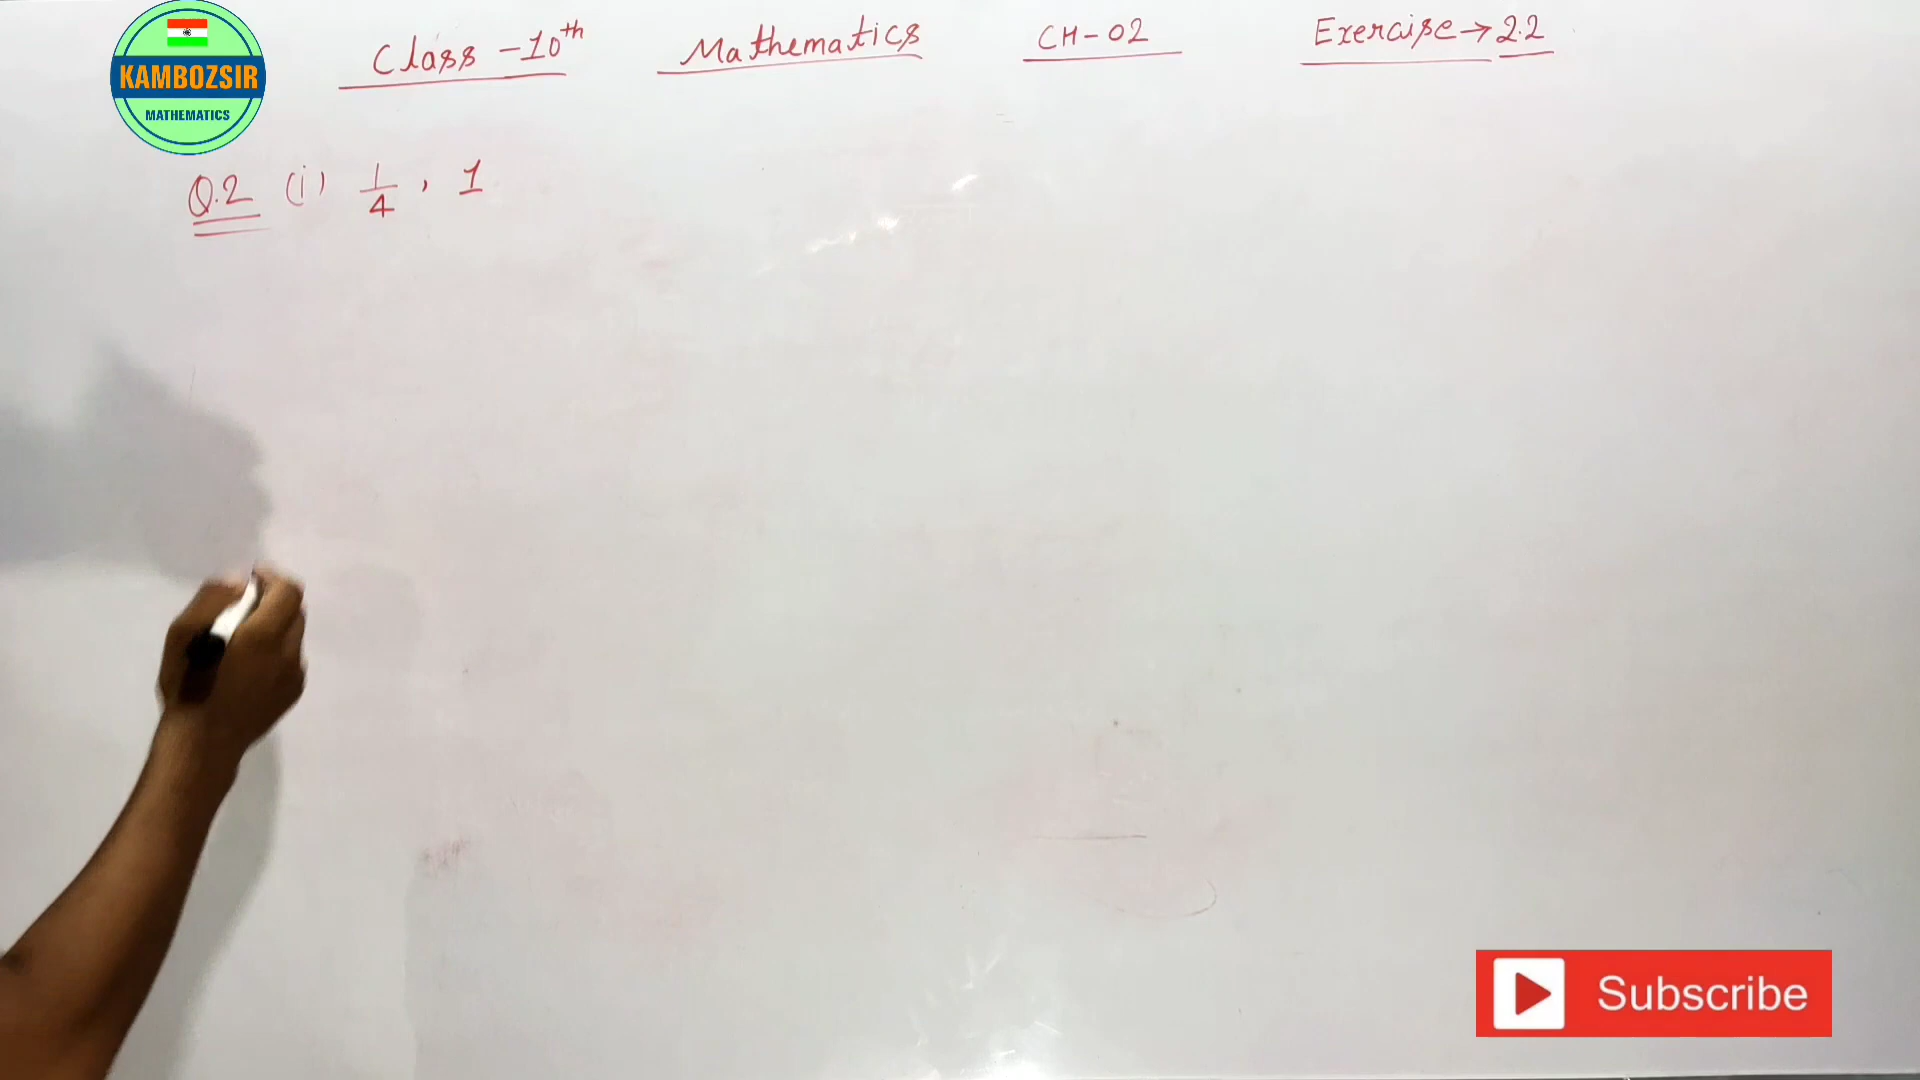 KAMBOZSIR
MATHEMATICS
Class - 10th Mathematics CH-02 Exercise → 2.2
Q.2 (i) 1/4 , 1
Subscribe